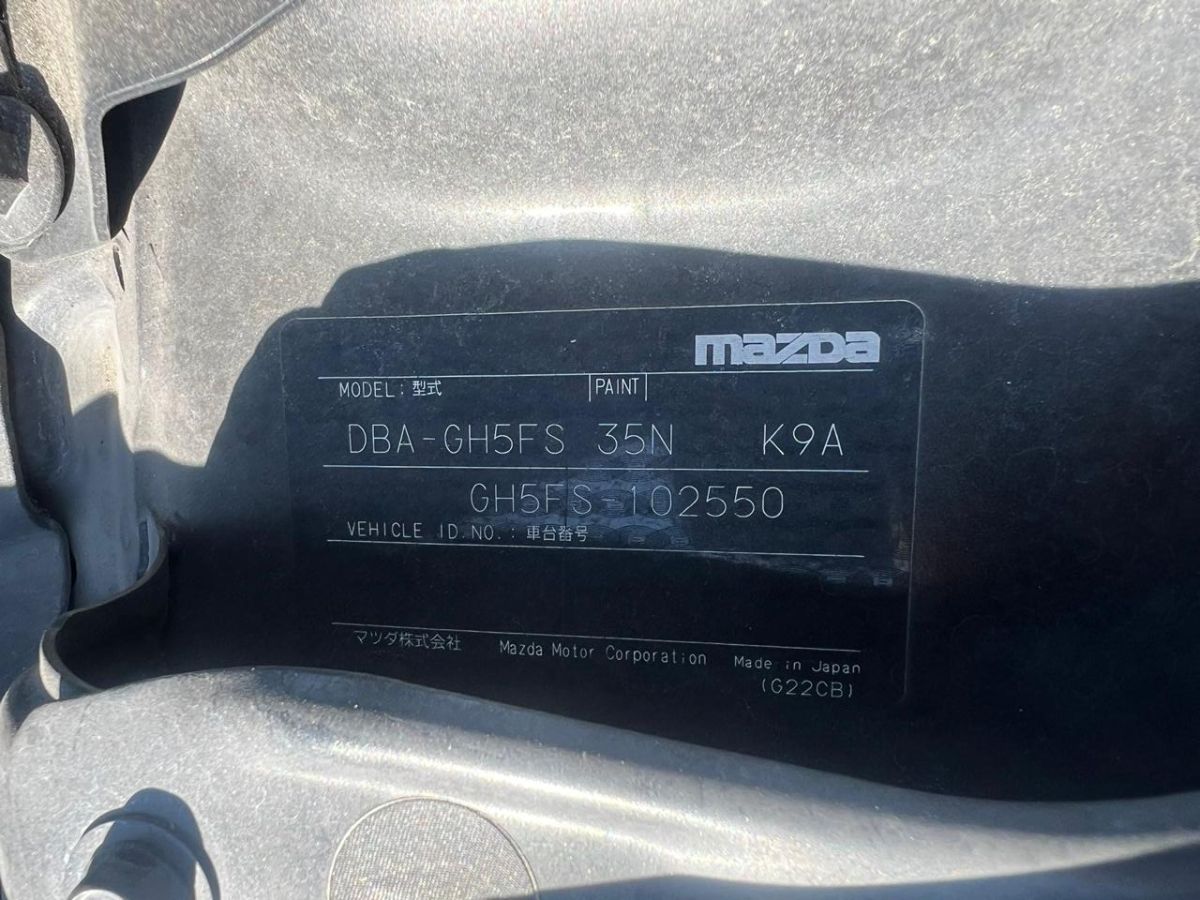 mazda
MODEL: 型式 PAINT
DBA-GH5FS 35N K9A
GH5FS-102550
VEHICLE ID.NO.: 車台番号
マツダ株式会社 Mazda Motor Corporation Made in Japan
(G22CB)